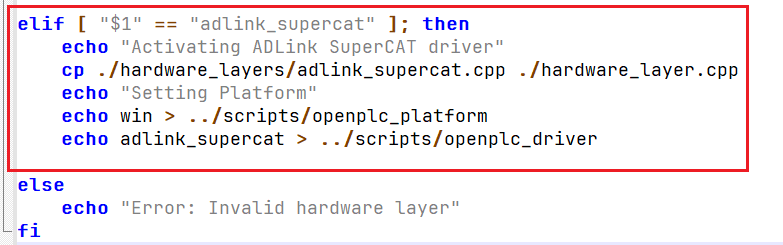 elif [ "$1" == "adlink_supercat" ]; then
echo "Activating ADLink SuperCAT driver"
cp ./hardware_layers/adlink_supercat.cpp ./hardware_layer.cpp
echo "Setting Platform"
echo win > ../scripts/openplc_platform
echo adlink_supercat > ../scripts/openplc_driver
else
echo "Error: Invalid hardware layer"
fi